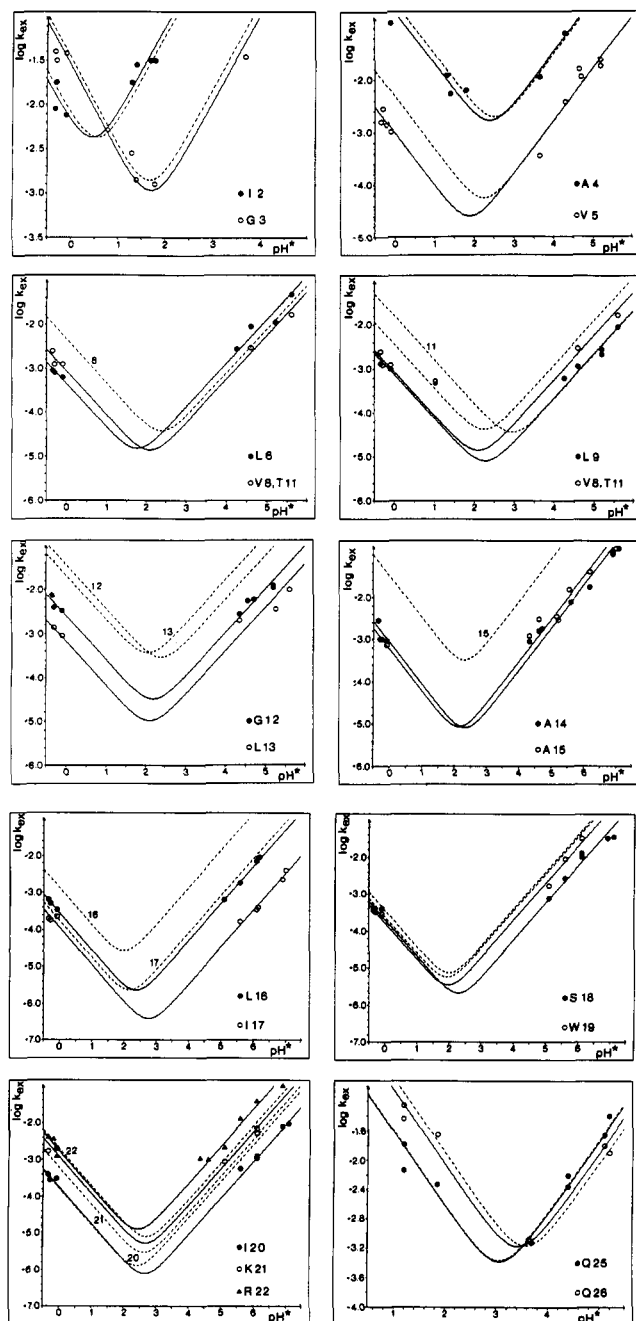 log kex
-1.5
-2.0
-2.5
-3.0
-3.5
0 1 2 3 4
pH*
● I 2
○ G 3
log kex
-2.0
-3.0
-4.0
-5.0
0 1 2 3 4 5
pH*
● A 4
○ V 5
log kex
-2.0
-3.0
-4.0
-5.0
-6.0
8
0 1 2 3 4 5
pH*
● L 6
○ V8,T11
log kex
-2.0
-3.0
-4.0
-5.0
-6.0
11
9
0 1 2 3 4 5
pH*
● L 9
○ V8,T11
log kex
-2.0
-3.0
-4.0
-5.0
-6.0
12
13
0 1 2 3 4 5
pH*
● G12
○ L13
log kex
-2.0
-3.0
-4.0
-5.0
-6.0
15
0 1 2 3 4 5 6
pH*
● A 14
○ A 15
log kex
-2.0
-3.0
-4.0
-5.0
-6.0
-7.0
16
17
0 1 2 3 4 5 6
pH*
● L 16
○ I 17
log kex
-2.0
-3.0
-4.0
-5.0
-6.0
-7.0
0 1 2 3 4 5 6
pH*
● S 18
○ W 19
log kex
-2.0
-3.0
-4.0
-5.0
-6.0
-7.0
22
21
20
0 1 2 3 4 5 6
pH*
● I 20
○ K 21
▲ R 22
log kex
-1.6
-2.2
-2.8
-3.4
-4.0
0 1 2 3 4 5
pH*
● Q 25
○ Q 26